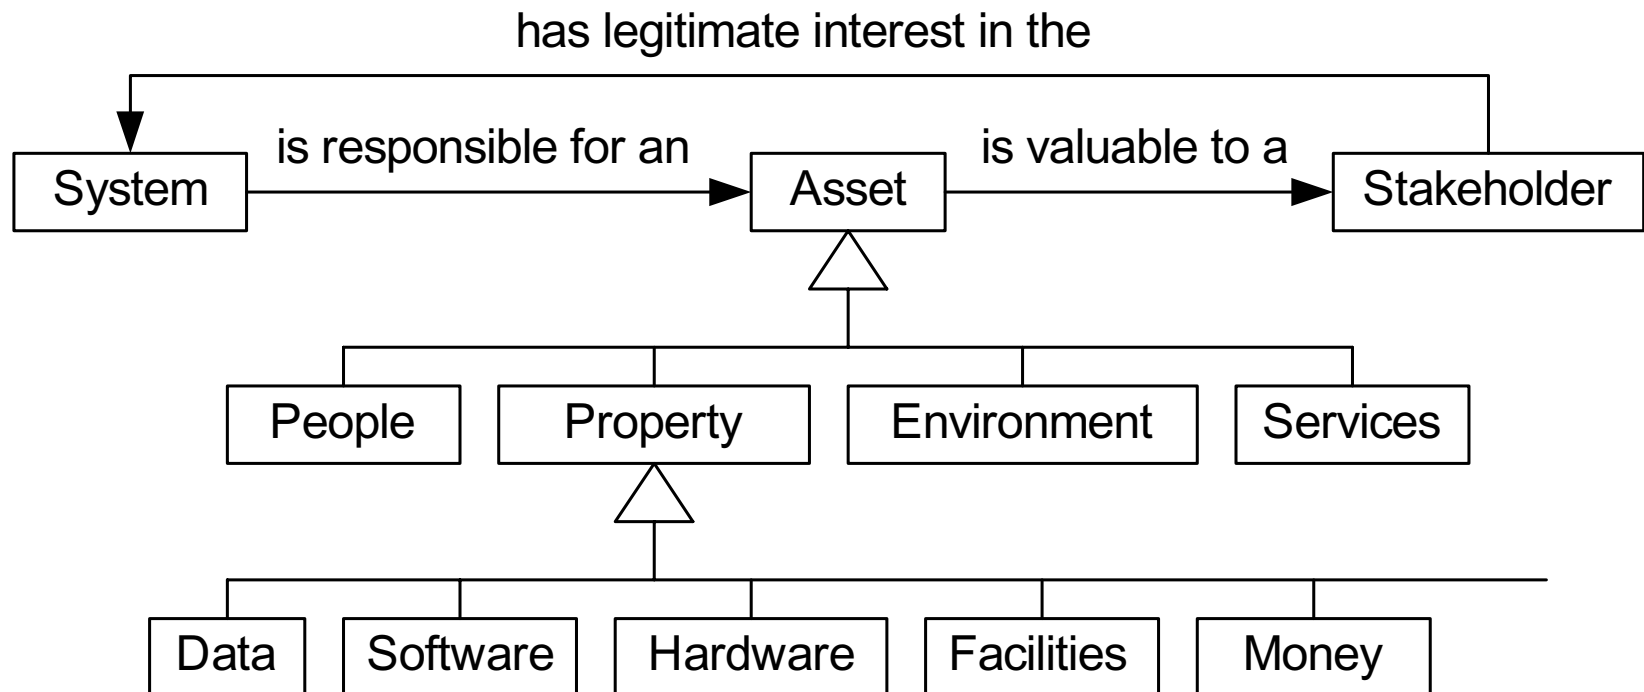 has legitimate interest in the
is responsible for an
is valuable to a
System
Asset
Stakeholder
People
Property
Environment
Services
Data
Software
Hardware
Facilities
Money